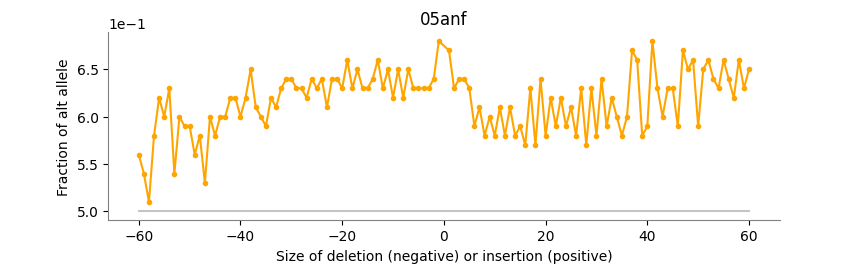 05anf
1e−1
6.5
6.0
5.5
5.0
Fraction of alt allele
−60 −40 −20 0 20 40 60
Size of deletion (negative) or insertion (positive)